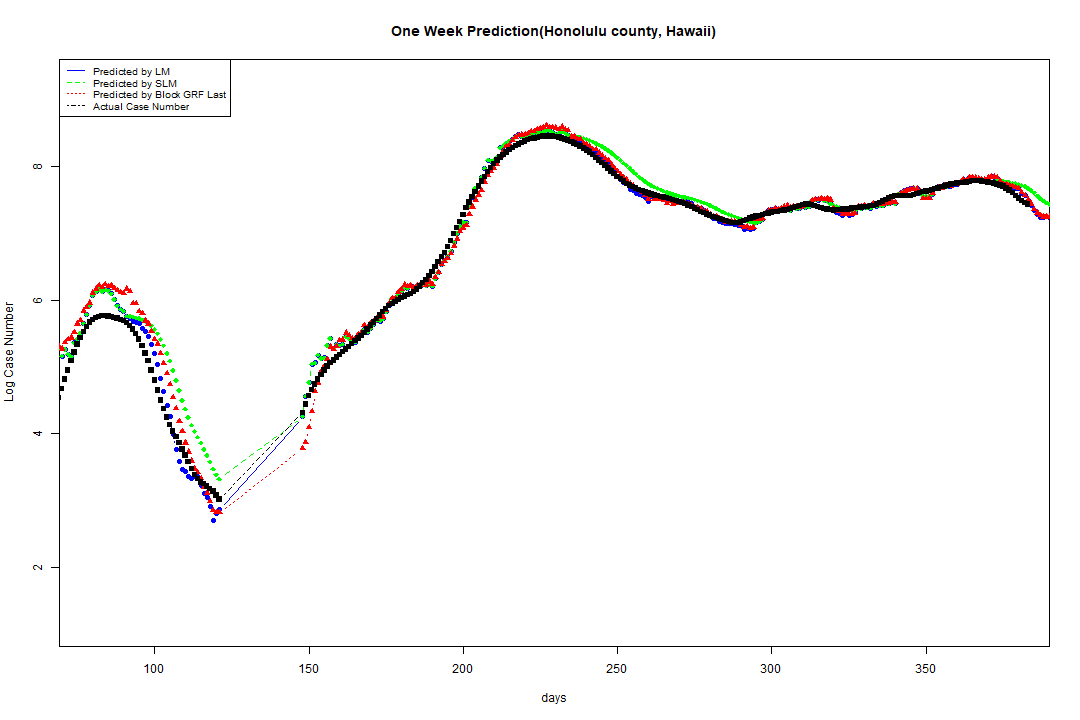 One Week Prediction(Honolulu county, Hawaii)
Predicted by LM
Predicted by SLM
Predicted by Block GRF Last
Actual Case Number
8
6
4
2
Log Case Number
100 150 200 250 300 350
days